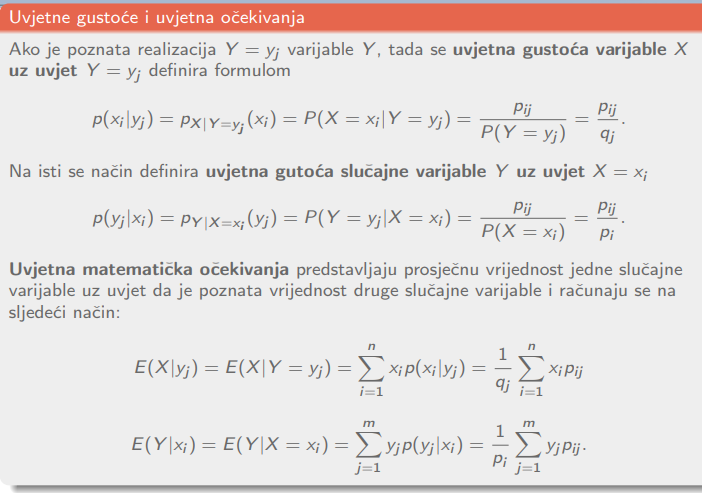 Uvjetne gustoće i uvjetna očekivanja
Ako je poznata realizacija Y = y_j varijable Y, tada se uvjetna gustoća varijable X
uz uvjet Y = y_j definira formulom
p(x_i|y_j) = p_{X|Y=y_j}(x_i) = P(X = x_i|Y = y_j) = \frac{p_{ij}}{P(Y = y_j)} = \frac{p_{ij}}{q_j}.
Na isti se način definira uvjetna gutoća slučajne varijable Y uz uvjet X = x_i
p(y_j|x_i) = p_{Y|X=x_i}(y_j) = P(Y = y_j|X = x_i) = \frac{p_{ij}}{P(X = x_i)} = \frac{p_{ij}}{p_i}.
Uvjetna matematička očekivanja predstavljaju prosječnu vrijednost jedne slučajne
varijable uz uvjet da je poznata vrijednost druge slučajne varijable i računaju se na
sljedeći način:
E(X|y_j) = E(X|Y = y_j) = \sum_{i=1}^{n} x_i p(x_i|y_j) = \frac{1}{q_j} \sum_{i=1}^{n} x_i p_{ij}
E(Y|x_i) = E(Y|X = x_i) = \sum_{j=1}^{m} y_j p(y_j|x_i) = \frac{1}{p_i} \sum_{j=1}^{m} y_j p_{ij}.